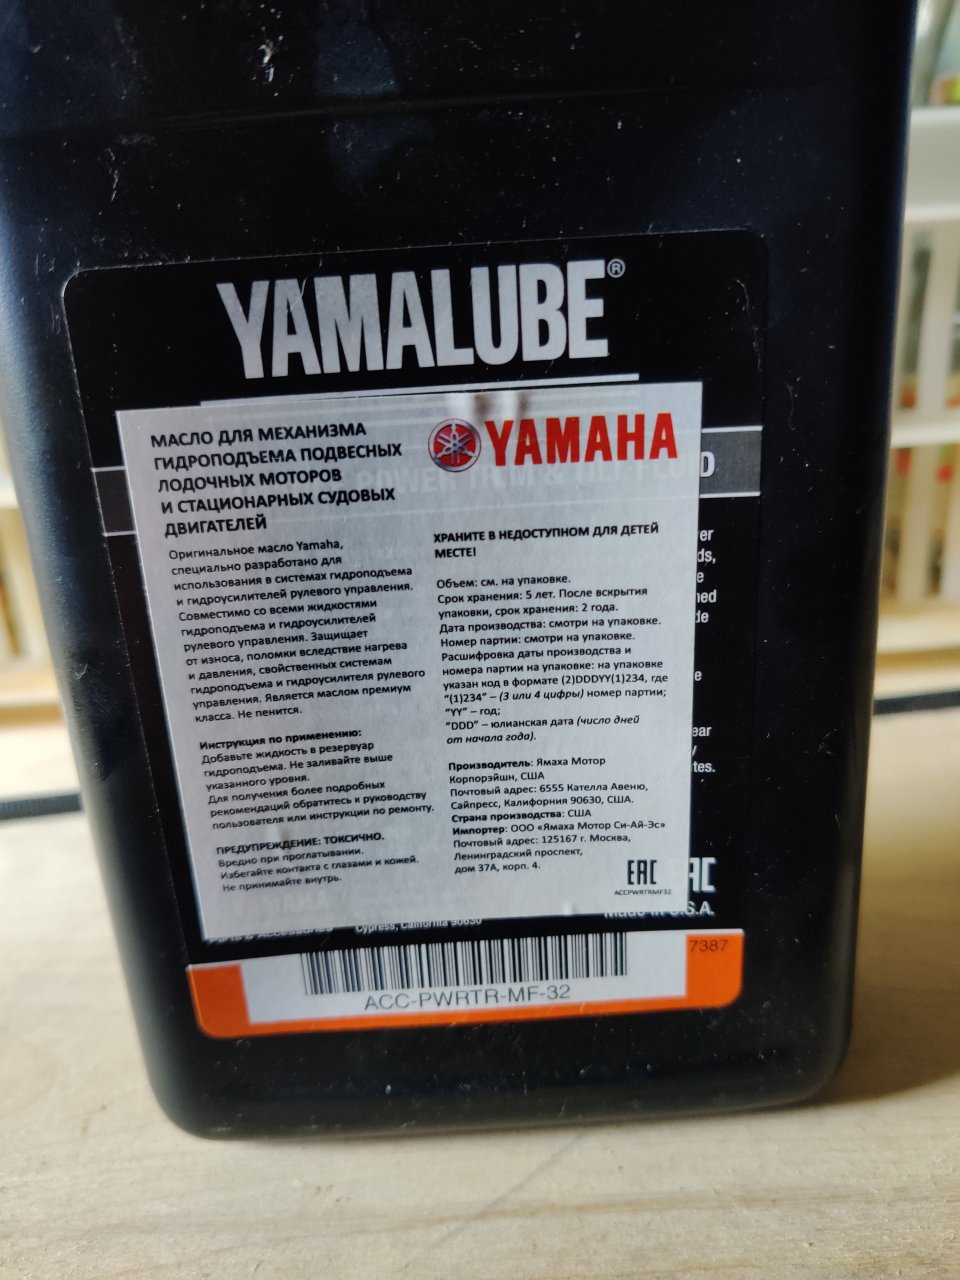 YAMALUBE®
МАСЛО ДЛЯ МЕХАНИЗМА
ГИДРОПОДЪЕМА ПОДВЕСНЫХ
ЛОДОЧНЫХ МОТОРОВ
И СТАЦИОНАРНЫХ СУДОВЫХ
ДВИГАТЕЛЕЙ
YAMAHA
POWER TRIM & TILT FLUID
Оригинальное масло Yamaha,
специально разработано для
использования в системах гидроподъема
и гидроусилителей рулевого управления.
Совместимо со всеми жидкостями
гидроподъема и гидроусилителей
рулевого управления. Защищает
от износа, поломки вследствие нагрева
и давления, свойственных системам
гидроподъема и гидроусилителя рулевого
управления. Является маслом премиум
класса. Не пенится.
Инструкция по применению:
Добавьте жидкость в резервуар
гидроподъема. Не заливайте выше
указанного уровня.
Для получения более подробных
рекомендаций обратитесь к руководству
пользователя или инструкции по ремонту.
ПРЕДУПРЕЖДЕНИЕ: ТОКСИЧНО.
Вредно при проглатывании.
Избегайте контакта с глазами и кожей.
Не принимайте внутрь.
ХРАНИТЕ В НЕДОСТУПНОМ ДЛЯ ДЕТЕЙ
МЕСТЕ!
Объем: см. на упаковке.
Срок хранения: 5 лет. После вскрытия
упаковки, срок хранения: 2 года.
Дата производства: смотри на упаковке.
Номер партии: смотри на упаковке.
Расшифровка даты производства и
номера партии на упаковке: на упаковке
указан код в формате (2)DDDYY(1)234, где
"(1)234" – (3 или 4 цифры) номер партии;
"YY" – год;
"DDD" – юлианская дата (число дней
от начала года).
Производитель: Ямаха Мотор
Корпорэйшн, США
Почтовый адрес: 6555 Кателла Авеню,
Сайпресс, Калифорния 90630, США.
Страна производства: США
Импортер: ООО «Ямаха Мотор Си-Ай-Эс»
Почтовый адрес: 125167 г. Москва,
Ленинградский проспект,
дом 37А, корп. 4.
EAC
ACCPWRTRMF32
Cypress, California 90630
Made in U.S.A.
7387
ACC-PWRTR-MF-32